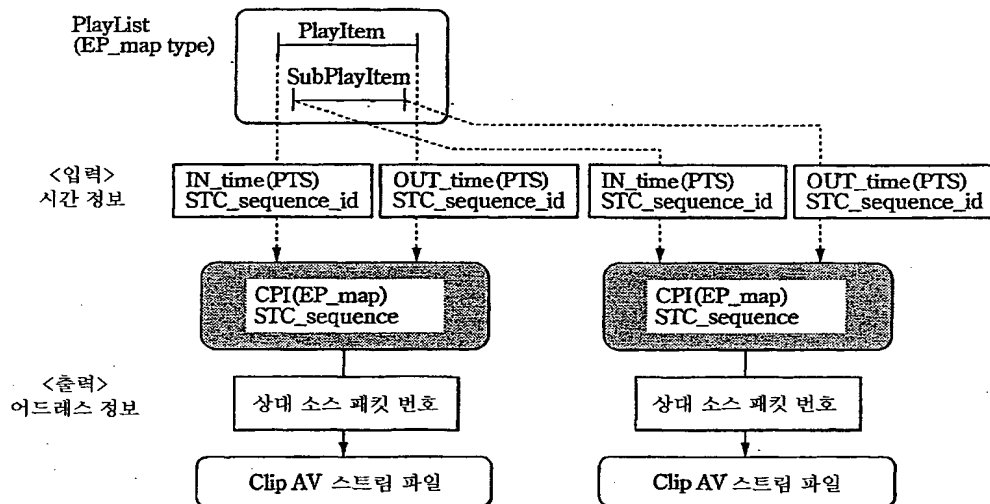 PlayList
(EP_map type)
PlayItem
SubPlayItem
<입력>
시간 정보
IN_time(PTS)
STC_sequence_id
OUT_time(PTS)
STC_sequence_id
IN_time(PTS)
STC_sequence_id
OUT_time(PTS)
STC_sequence_id
CPI(EP_map)
STC_sequence
CPI(EP_map)
STC_sequence
<출력>
어드레스 정보
상대 소스 패킷 번호
상대 소스 패킷 번호
Clip AV 스트림 파일
Clip AV 스트림 파일